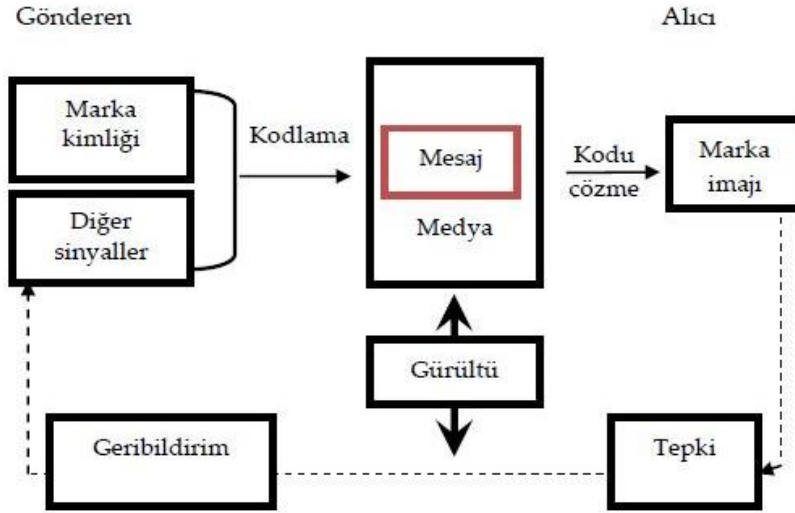 Gönderen
Alıcı
Marka
kimliği
Diğer
sinyaller
Kodlama
Mesaj
Medya
Kodu
çözme
Marka
imajı
Gürültü
Geribildirim
Tepki